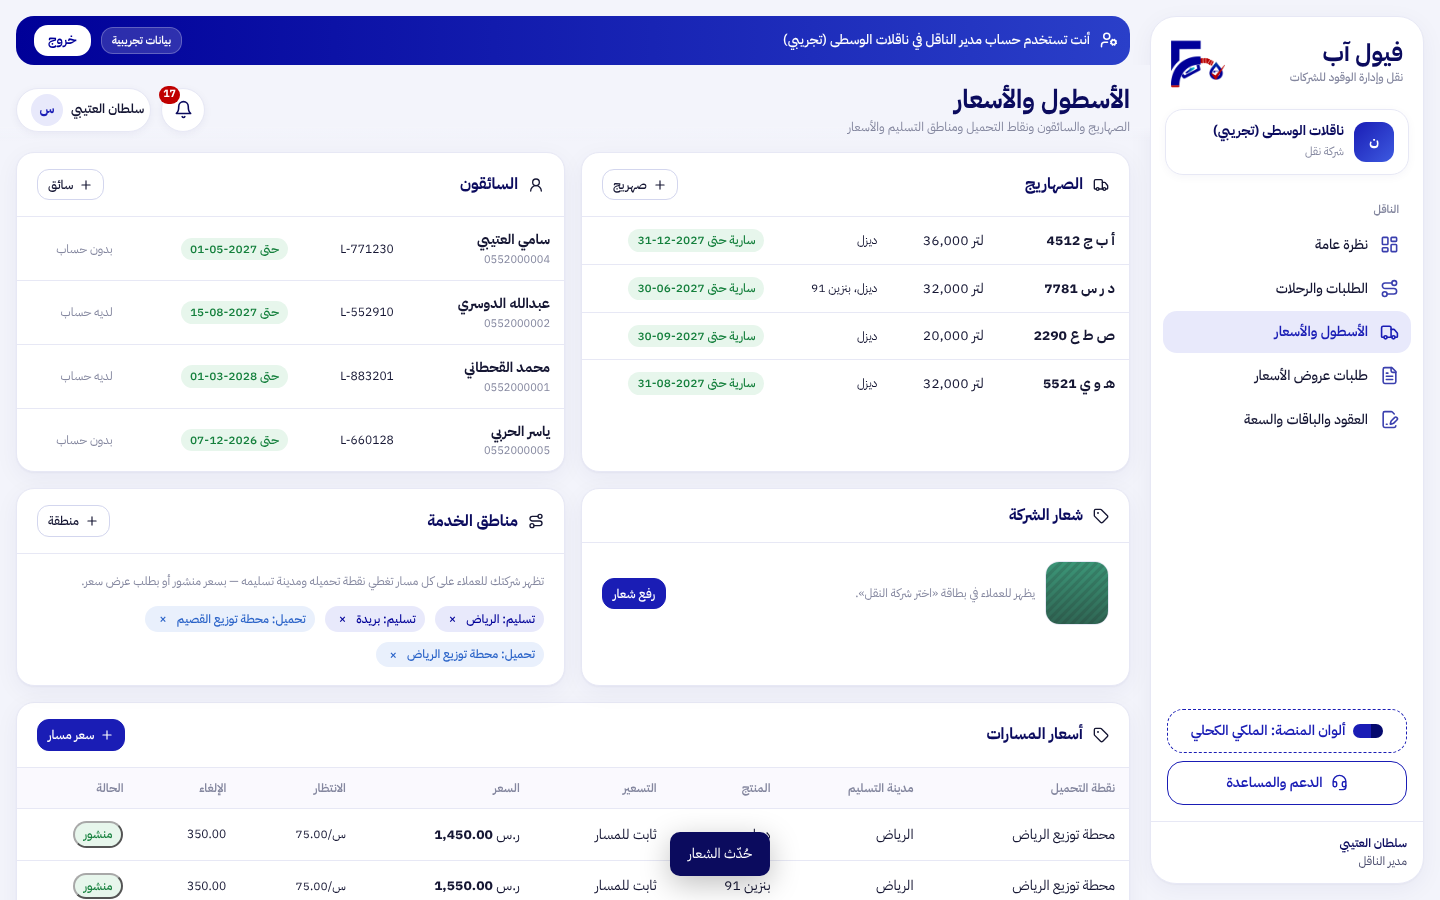 فيول آب
نقل وإدارة الوقود للشركات
ن
ناقلات الوسطى (تجريبي)
شركة نقل
الناقل
نظرة عامة
الطلبات والرحلات
الأسطول والأسعار
طلبات عروض الأسعار
العقود والباقات والسعة
ألوان المنصة: الملكي الكحلي
الدعم والمساعدة
سلطان العتيبي
مدير الناقل
أنت تستخدم حساب مدير الناقل في ناقلات الوسطى (تجريبي)
بيانات تجريبية
خروج
الأسطول والأسعار
الصهاريج والسائقون ونقاط التحميل ومناطق التسليم والأسعار
17
سلطان العتيبي
س
الصهاريج
+ صهريج
أ ب ج 4512 36,000 لتر ديزل سارية حتى 2027-12-31
د ر س 7781 32,000 لتر ديزل، بنزين 91 سارية حتى 2027-06-30
ص ط ع 2290 20,000 لتر ديزل سارية حتى 2027-09-30
هـ و ي 5521 32,000 لتر ديزل سارية حتى 2027-08-31
السائقون
+ سائق
سامي العتيبي L-771230 حتى 2027-05-01 بدون حساب
0552000004
عبدالله الدوسري L-552910 حتى 2027-08-15 لديه حساب
0552000002
محمد القحطاني L-883201 حتى 2028-03-01 لديه حساب
0552000001
ياسر الحربي L-660128 حتى 2026-12-07 بدون حساب
0552000005
شعار الشركة
يظهر للعملاء في بطاقة «اختر شركة النقل».
رفع شعار
مناطق الخدمة
+ منطقة
تظهر شركتك للعملاء على كل مسار تغطي نقطة تحميله ومدينة تسليمه — بسعر منشور أو بطلب عرض سعر.
تسليم: الرياض × تسليم: بريدة × تحميل: محطة توزيع القصيم ×
تحميل: محطة توزيع الرياض ×
أسعار المسارات
+ سعر مسار
نقطة التحميل مدينة التسليم المنتج التسعير السعر الانتظار الإلغاء الحالة
محطة توزيع الرياض الرياض ثابت للمسار 1,450.00 ر.س 75.00/س 350.00 منشور
محطة توزيع الرياض الرياض بنزين 91 ثابت للمسار 1,550.00 ر.س 75.00/س 350.00 منشور
حُدّث الشعار